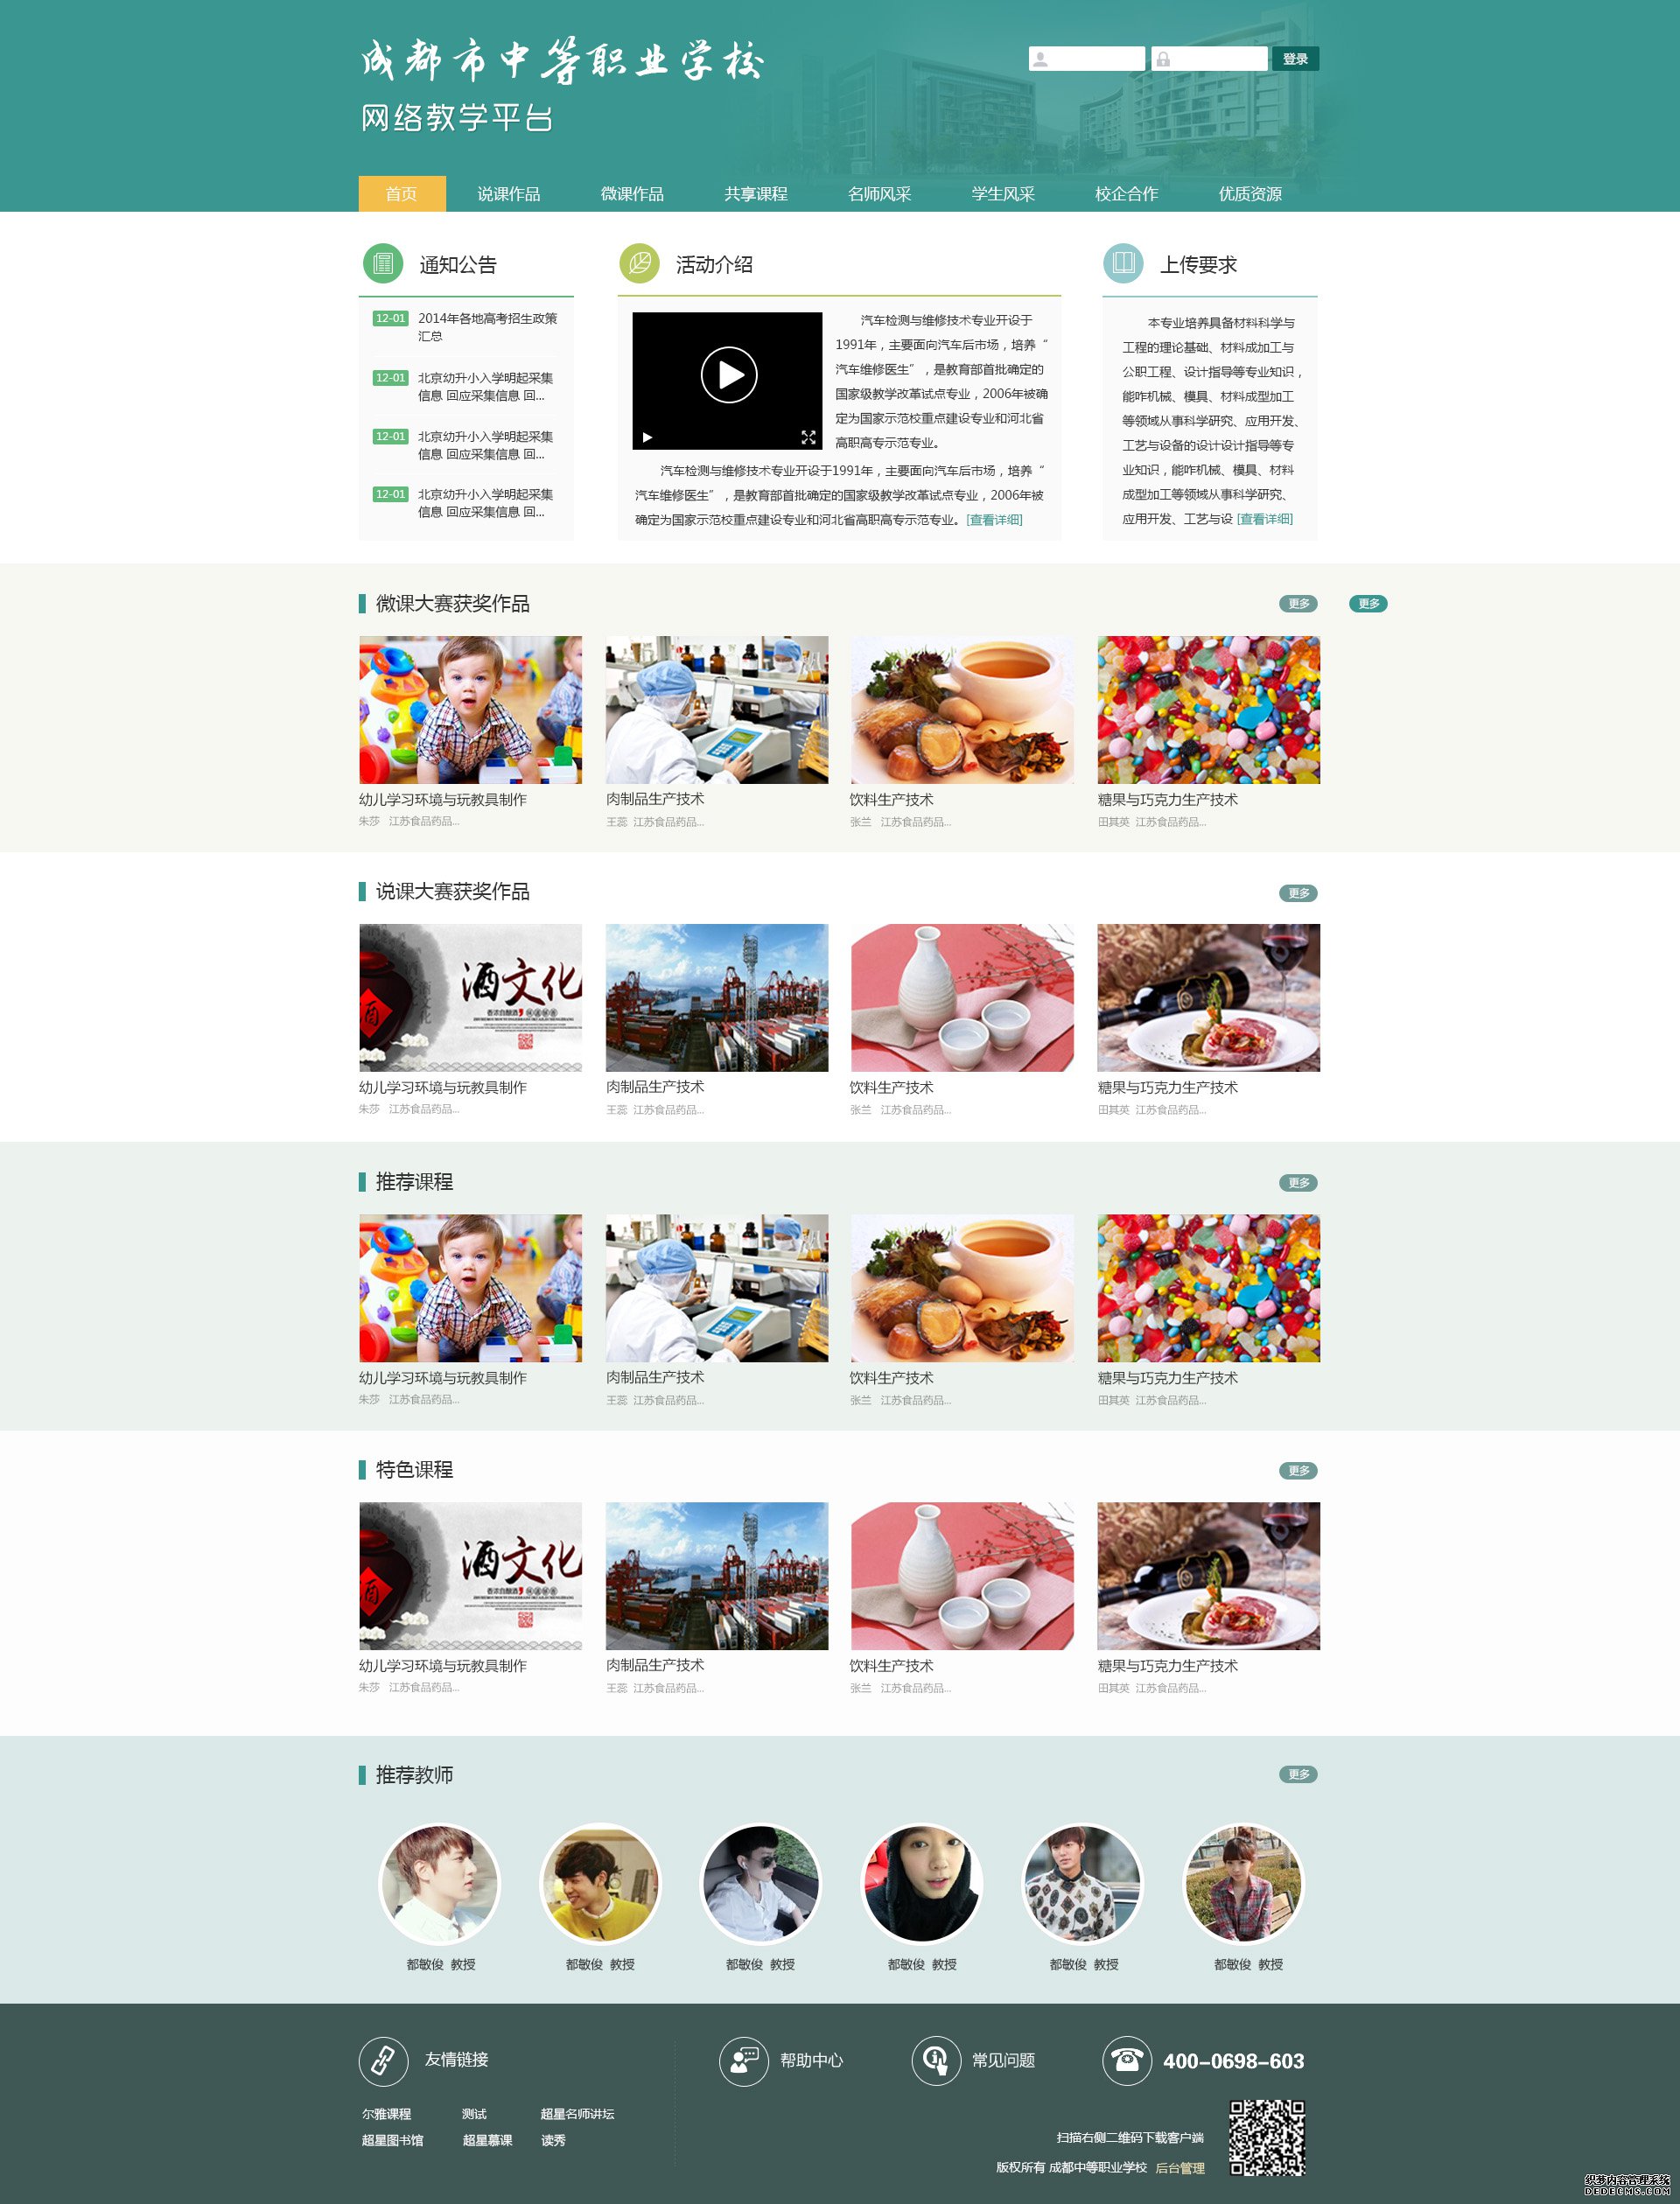 成都市中等职业学校
网络教学平台
登录
首页 说课作品 微课作品 共享课程 名师风采 学生风采 校企合作 优质资源
通知公告
12-01 2014年各地高考招生政策
汇总
12-01 北京幼升小入学明起采集
信息 回应采集信息 回...
12-01 北京幼升小入学明起采集
信息 回应采集信息 回...
12-01 北京幼升小入学明起采集
信息 回应采集信息 回...
活动介绍
汽车检测与维修技术专业开设于
1991年，主要面向汽车后市场，培养“
汽车维修医生”，是教育部首批确定的
国家级教学改革试点专业，2006年被确
定为国家示范校重点建设专业和河北省
高职高专示范专业。
汽车检测与维修技术专业开设于1991年，主要面向汽车后市场，培养“
汽车维修医生”，是教育部首批确定的国家级教学改革试点专业，2006年被
确定为国家示范校重点建设专业和河北省高职高专示范专业。[查看详细]
上传要求
本专业培养具备材料科学与
工程的理论基础、材料成加工与
公职工程、设计指导等专业知识，
能咋机械、模具、材料成型加工
等领域从事科学研究、应用开发、
工艺与设备的设计设计指导等专
业知识，能咋机械、模具、材料
成型加工等领域从事科学研究、
应用开发、工艺与设 [查看详细]
微课大赛获奖作品 更多 更多
幼儿学习环境与玩教具制作 肉制品生产技术 饮料生产技术 糖果与巧克力生产技术
朱莎 江苏食品药品... 王蕊 江苏食品药品... 张兰 江苏食品药品... 田其英 江苏食品药品...
说课大赛获奖作品 更多
酒文化
酒
幼儿学习环境与玩教具制作 肉制品生产技术 饮料生产技术 糖果与巧克力生产技术
朱莎 江苏食品药品... 王蕊 江苏食品药品... 张兰 江苏食品药品... 田其英 江苏食品药品...
推荐课程 更多
幼儿学习环境与玩教具制作 肉制品生产技术 饮料生产技术 糖果与巧克力生产技术
朱莎 江苏食品药品... 王蕊 江苏食品药品... 张兰 江苏食品药品... 田其英 江苏食品药品...
特色课程 更多
酒文化
酒
幼儿学习环境与玩教具制作 肉制品生产技术 饮料生产技术 糖果与巧克力生产技术
朱莎 江苏食品药品... 王蕊 江苏食品药品... 张兰 江苏食品药品... 田其英 江苏食品药品...
推荐教师 更多
都敏俊 教授 都敏俊 教授 都敏俊 教授 都敏俊 教授 都敏俊 教授 都敏俊 教授
友情链接 帮助中心 常见问题 400-0698-603
尔雅课程 测试 超星名师讲坛
超星图书馆 超星慕课 读秀
扫描右侧二维码下载客户端
版权所有 成都中等职业学校 后台管理
织梦内容管理系统
DEDECMS.COM